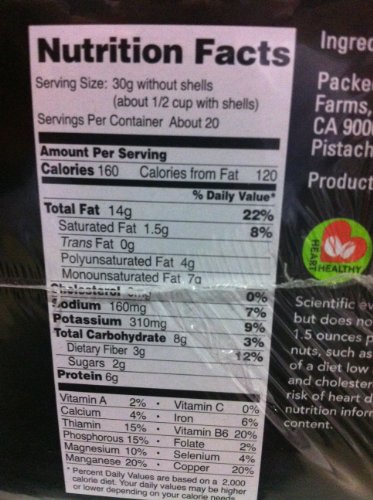 Nutrition Facts
Serving Size: 30g without shells
(about 1/2 cup with shells)
Servings Per Container About 20
Amount Per Serving
Calories 160 Calories from Fat 120
% Daily Value*
Total Fat 14g 22%
Saturated Fat 1.5g 8%
Trans Fat 0g
Polyunsaturated Fat 4g
Monounsaturated Fat 7g
Cholesterol 0%
Sodium 160mg 7%
Potassium 310mg 9%
Total Carbohydrate 8g 3%
Dietary Fiber 3g 12%
Sugars 2g
Protein 6g
Vitamin A 2% • Vitamin C 0%
Calcium 4% • Iron 6%
Thiamin 15% • Vitamin B6 20%
Phosphorous 15% • Folate 2%
Magnesium 10% • Selenium 4%
Manganese 20% • Copper 20%
* Percent Daily Values are based on a 2,000
calorie diet. Your daily values may be higher
or lower depending on your calorie needs
Ingred
Packe
Farms,
CA 900
Pistach
Product
HEART HEALTHY
Scientific ev
but does no
1.5 ounces p
nuts, such as
of a diet low
and cholester
risk of heart d
nutrition inform
content.